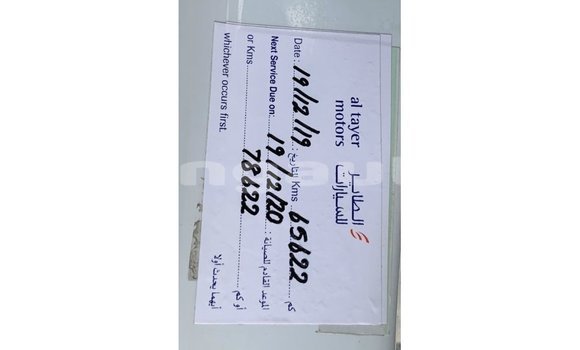 al tayer الطاير
motors للسيارات
Date: 19/12/19 التاريخ: Kms 65622 كم
Next Service Due on: 19/12/20 الموعد القادم للصيانة:
or Kms 78622 أو كم
whichever occurs first. أيهما يحدث أولا